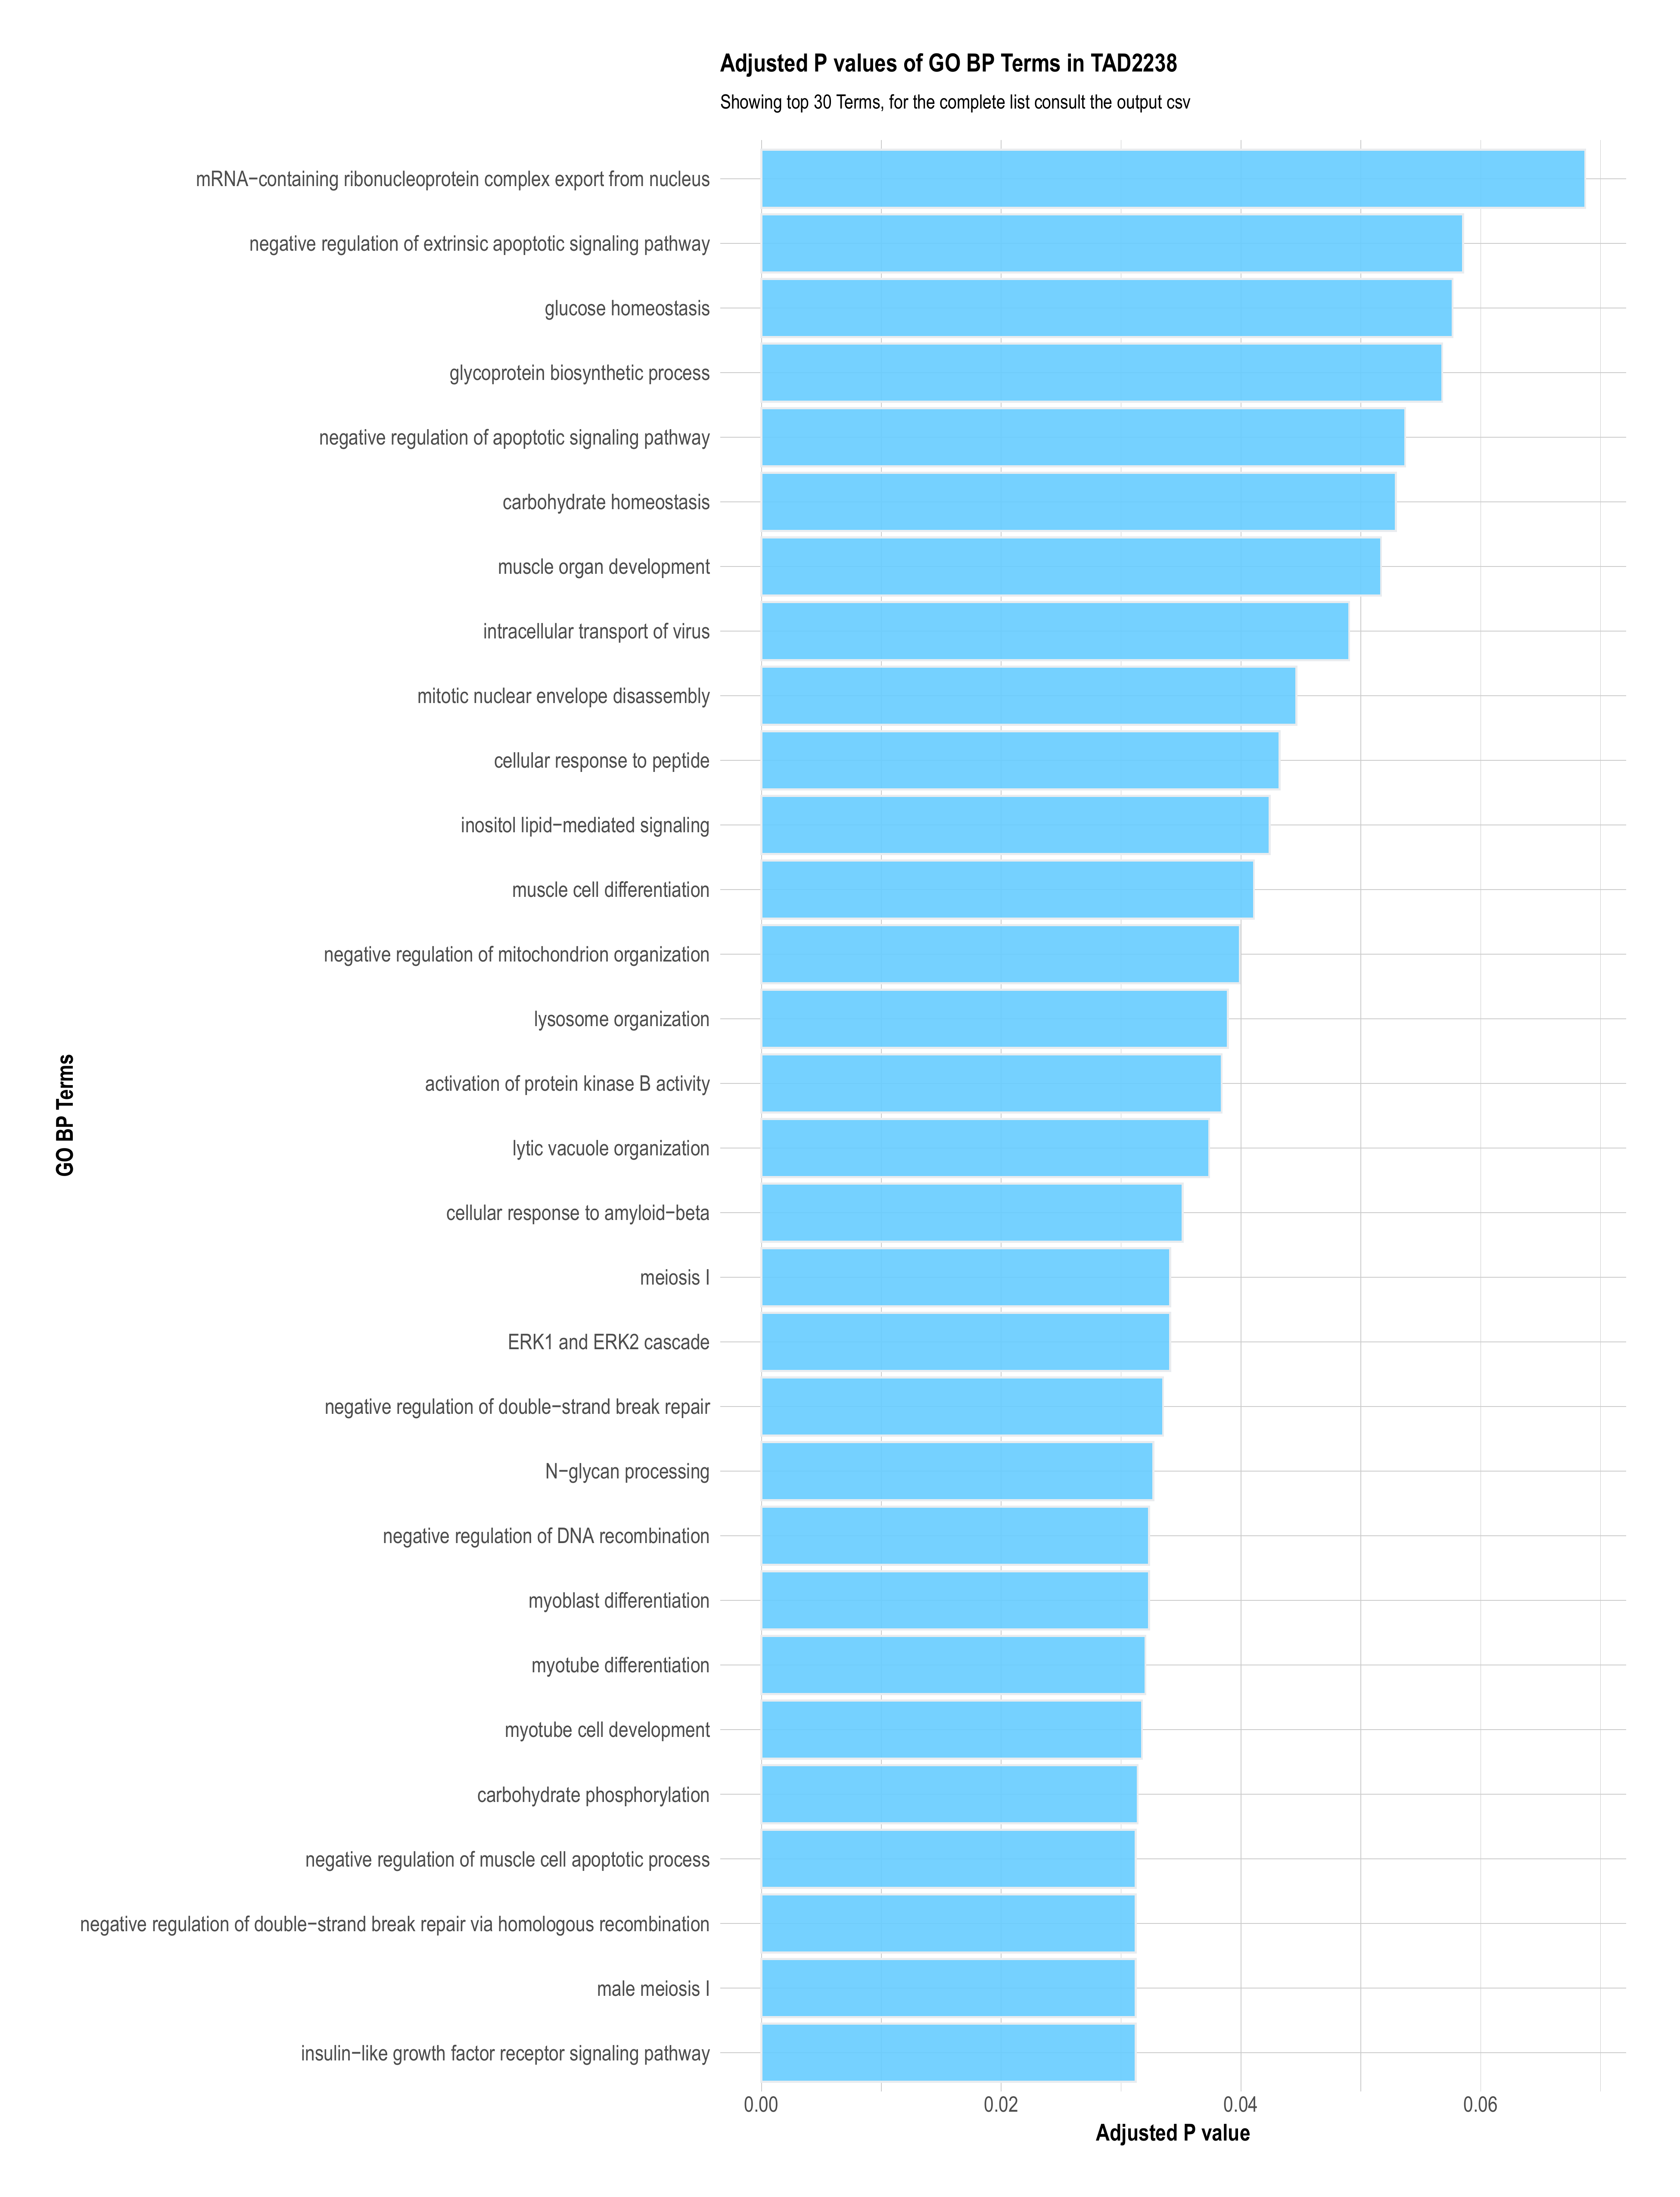 Adjusted P values of GO BP Terms in TAD2238
Showing top 30 Terms, for the complete list consult the output csv
mRNA−containing ribonucleoprotein complex export from nucleus
negative regulation of extrinsic apoptotic signaling pathway
glucose homeostasis
glycoprotein biosynthetic process
negative regulation of apoptotic signaling pathway
carbohydrate homeostasis
muscle organ development
intracellular transport of virus
mitotic nuclear envelope disassembly
cellular response to peptide
inositol lipid−mediated signaling
muscle cell differentiation
negative regulation of mitochondrion organization
lysosome organization
activation of protein kinase B activity
lytic vacuole organization
cellular response to amyloid−beta
meiosis I
ERK1 and ERK2 cascade
negative regulation of double−strand break repair
N−glycan processing
negative regulation of DNA recombination
myoblast differentiation
myotube differentiation
myotube cell development
carbohydrate phosphorylation
negative regulation of muscle cell apoptotic process
negative regulation of double−strand break repair via homologous recombination
male meiosis I
insulin−like growth factor receptor signaling pathway
GO BP Terms
0.00 0.02 0.04 0.06
Adjusted P value